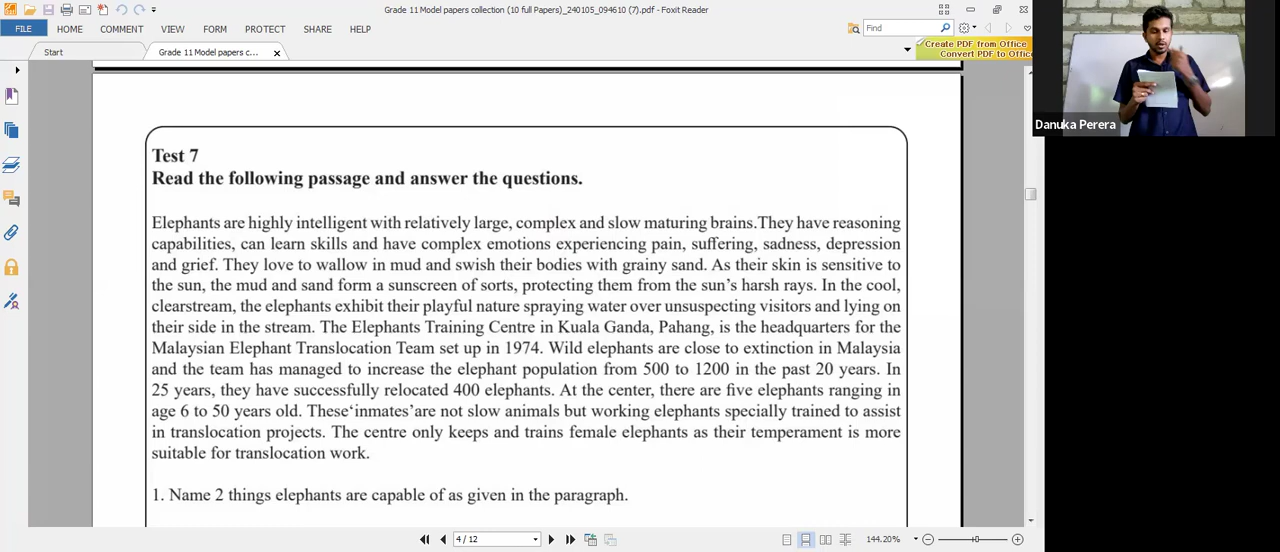 Grade 11 Model papers collection (10 full Papers)_240105_094610 (7).pdf - Foxit Reader
FILE HOME COMMENT VIEW FORM PROTECT SHARE HELP
Find
Start Grade 11 Model papers c...
Create PDF from Office
Convert PDF to Office
Danuka Perera
Test 7
Read the following passage and answer the questions.
Elephants are highly intelligent with relatively large, complex and slow maturing brains.They have reasoning
capabilities, can learn skills and have complex emotions experiencing pain, suffering, sadness, depression
and grief. They love to wallow in mud and swish their bodies with grainy sand. As their skin is sensitive to
the sun, the mud and sand form a sunscreen of sorts, protecting them from the sun's harsh rays. In the cool,
clearstream, the elephants exhibit their playful nature spraying water over unsuspecting visitors and lying on
their side in the stream. The Elephants Training Centre in Kuala Ganda, Pahang, is the headquarters for the
Malaysian Elephant Translocation Team set up in 1974. Wild elephants are close to extinction in Malaysia
and the team has managed to increase the elephant population from 500 to 1200 in the past 20 years. In
25 years, they have successfully relocated 400 elephants. At the center, there are five elephants ranging in
age 6 to 50 years old. These‘inmates’are not slow animals but working elephants specially trained to assist
in translocation projects. The centre only keeps and trains female elephants as their temperament is more
suitable for translocation work.
1. Name 2 things elephants are capable of as given in the paragraph.
4 / 12
144.20%